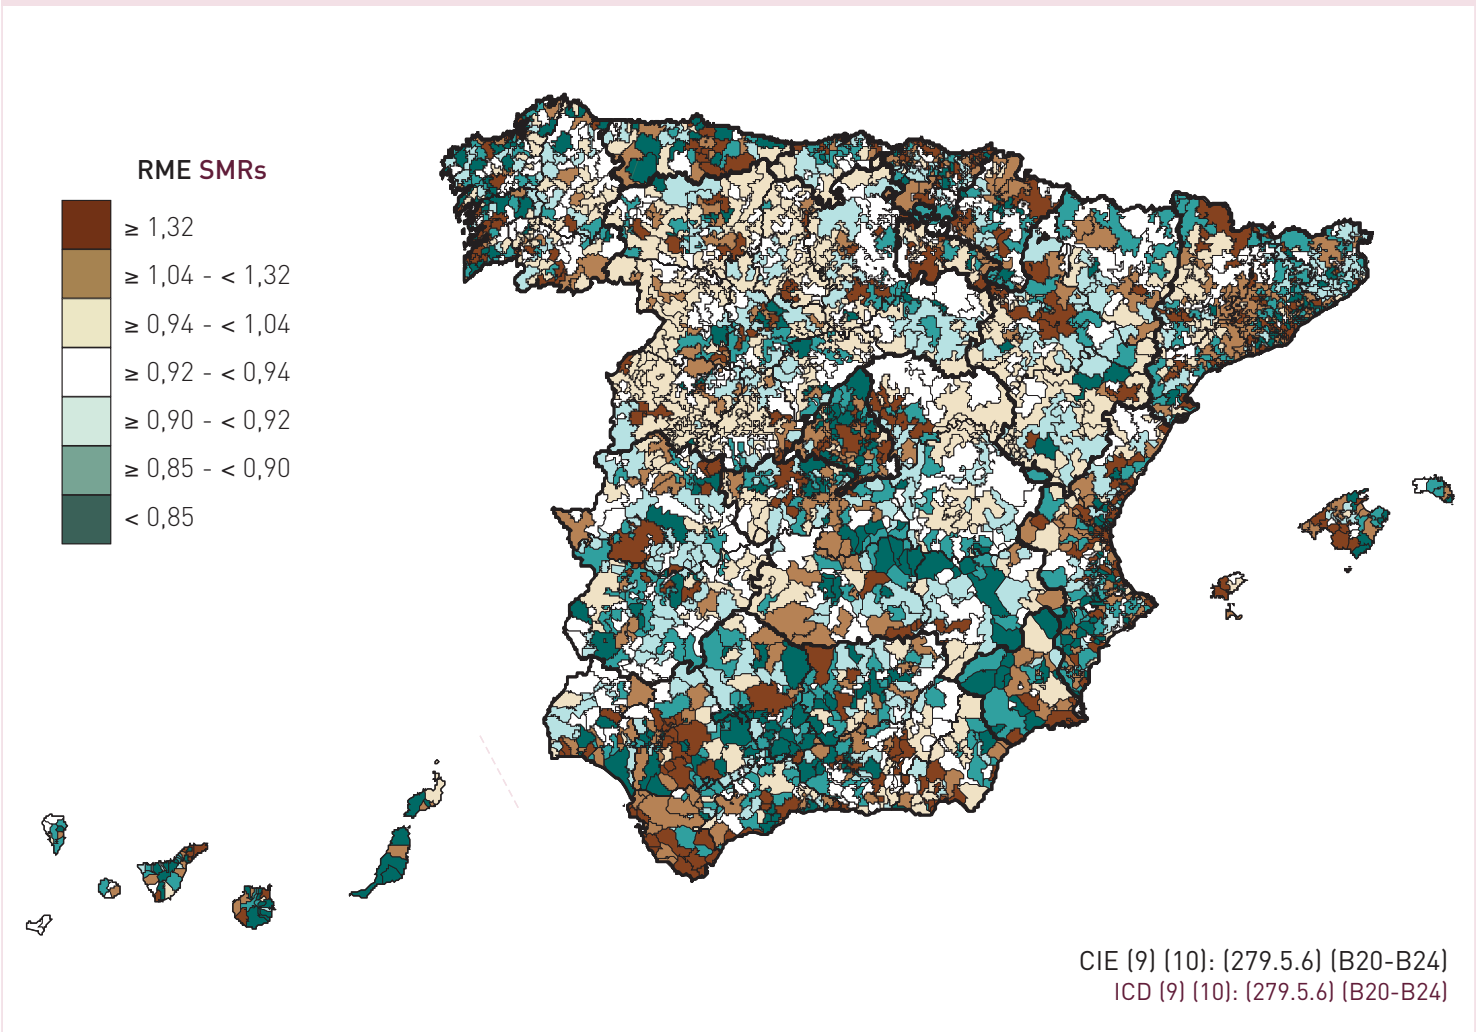 RME SMRs
≥ 1,32
≥ 1,04 - < 1,32
≥ 0,94 - < 1,04
≥ 0,92 - < 0,94
≥ 0,90 - < 0,92
≥ 0,85 - < 0,90
< 0,85
CIE (9) (10): (279.5.6) (B20-B24)
ICD (9) (10): (279.5.6) (B20-B24)